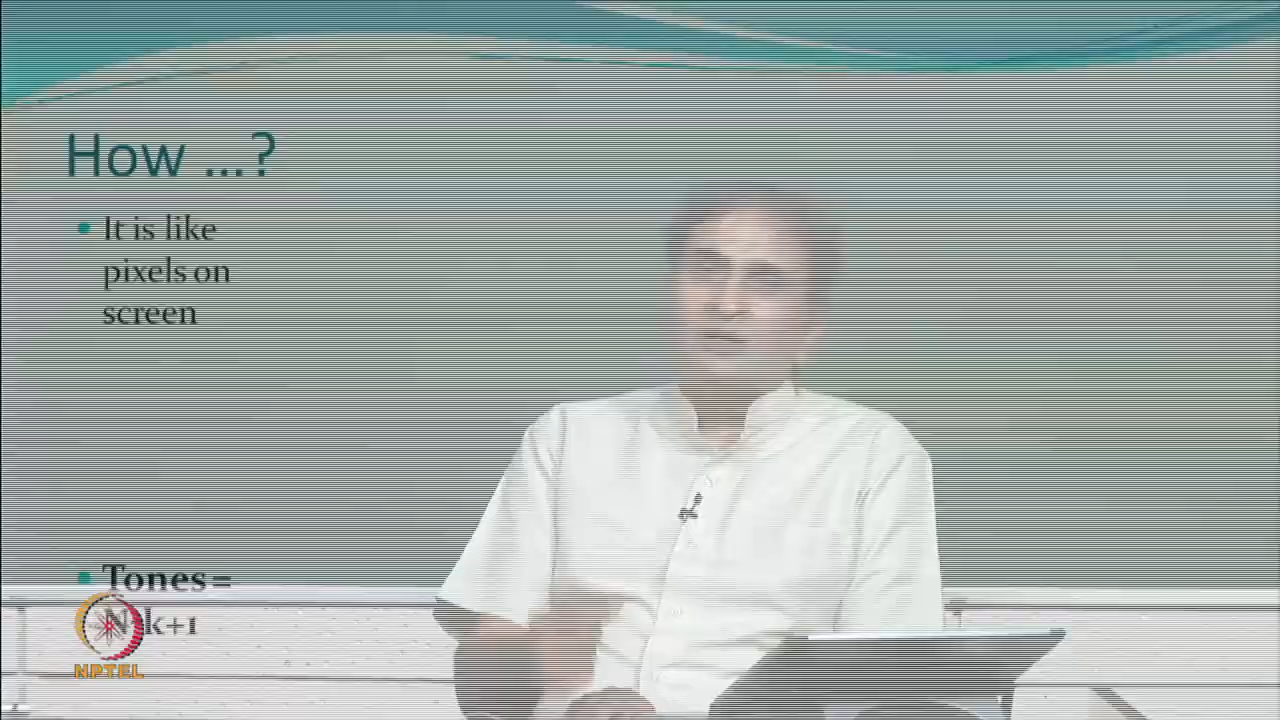 How ...?
• It is like
pixels on
screen
• Tones=
k+1
NPTEL